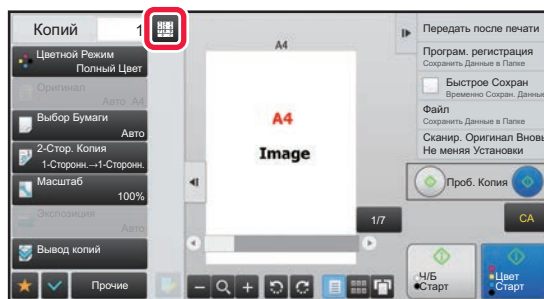 Копий 1
Цветной Режим
Полный Цвет
Оригинал
Авто A4
Выбор Бумаги
Авто
2-Стор. Копия
1-Сторонн.→1-Сторонн.
Масштаб
100%
Экспозиция
Авто
Вывод копий
Прочие
A4
A4
Image
1/7
Передать после печати
Програм. регистрация
Сохранить Данные в Папке
Быстрое Сохран
Временно Сохран. Данные
Файл
Сохранить Данные в Папке
Сканир. Оригинал Вновь
Не меняя Установки
Проб. Копия
CA
Ч/Б
Старт
Цвет
Старт